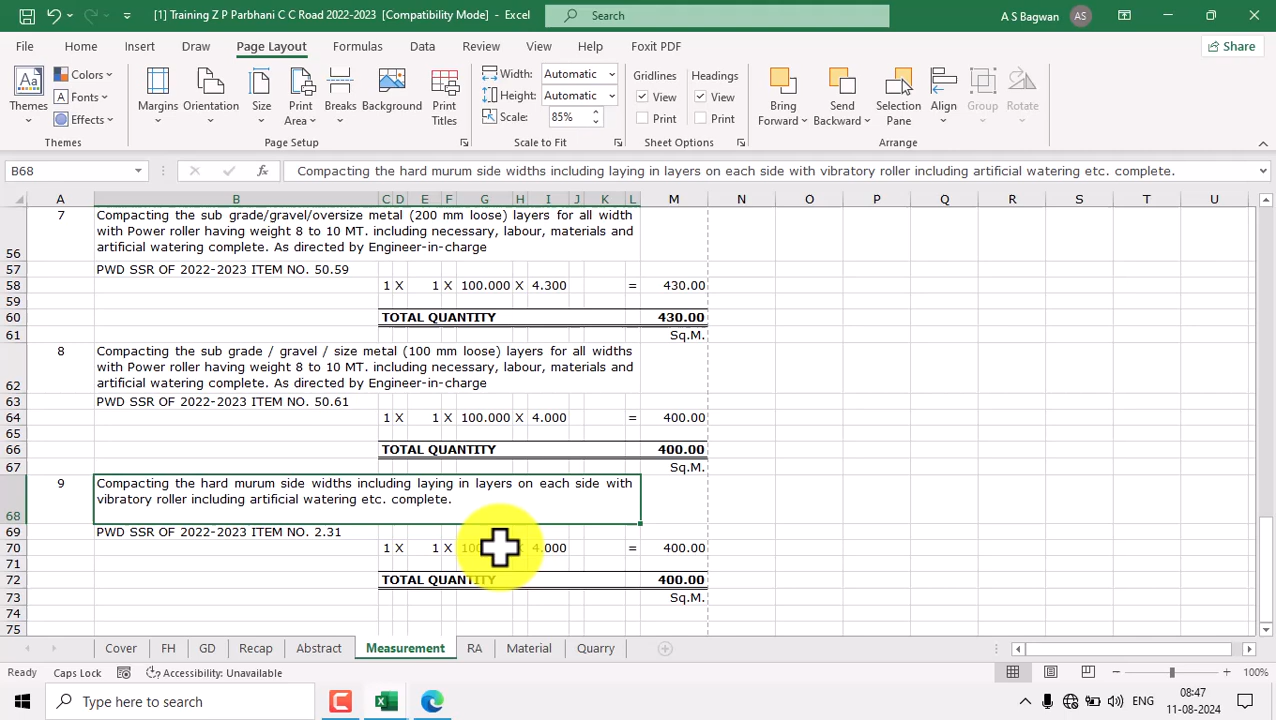 [1] Training Z P Parbhani C C Road 2022-2023 [Compatibility Mode] - Excel
Search
A S Bagwan AS
File Home Insert Draw Page Layout Formulas Data Review View Help Foxit PDF Share
Themes Colors Fonts Effects
Margins Orientation Size Print Area Breaks Background Print Titles
Width: Automatic
Height: Automatic
Scale: 85%
Gridlines Headings
View View
Print Print
Bring Forward Send Backward Selection Pane Align Group Rotate
Themes Page Setup Scale to Fit Sheet Options Arrange
B68 fx Compacting the hard murum side widths including laying in layers on each side with vibratory roller including artificial watering etc. complete.
A B C D E F G H I J K L M N O P Q R S T U
7 Compacting the sub grade/gravel/oversize metal (200 mm loose) layers for all width
with Power roller having weight 8 to 10 MT. including necessary, labour, materials and
56 artificial watering complete. As directed by Engineer-in-charge
57 PWD SSR OF 2022-2023 ITEM NO. 50.59
58 1 X 1 X 100.000 X 4.300 = 430.00
59
60 TOTAL QUANTITY 430.00
61 Sq.M.
8 Compacting the sub grade / gravel / size metal (100 mm loose) layers for all widths
with Power roller having weight 8 to 10 MT. including necessary, labour, materials and
62 artificial watering complete. As directed by Engineer-in-charge
63 PWD SSR OF 2022-2023 ITEM NO. 50.61
64 1 X 1 X 100.000 X 4.000 = 400.00
65
66 TOTAL QUANTITY 400.00
67 Sq.M.
9 Compacting the hard murum side widths including laying in layers on each side with
vibratory roller including artificial watering etc. complete.
68
69 PWD SSR OF 2022-2023 ITEM NO. 2.31
70 1 X 1 X 4.000 = 400.00
71
72 TOTAL QUANTITY 400.00
73 Sq.M.
74
75
Cover FH GD Recap Abstract Measurement RA Material Quarry
Ready Caps Lock Accessibility: Unavailable 100%
Type here to search
ENG
08:47
11-08-2024